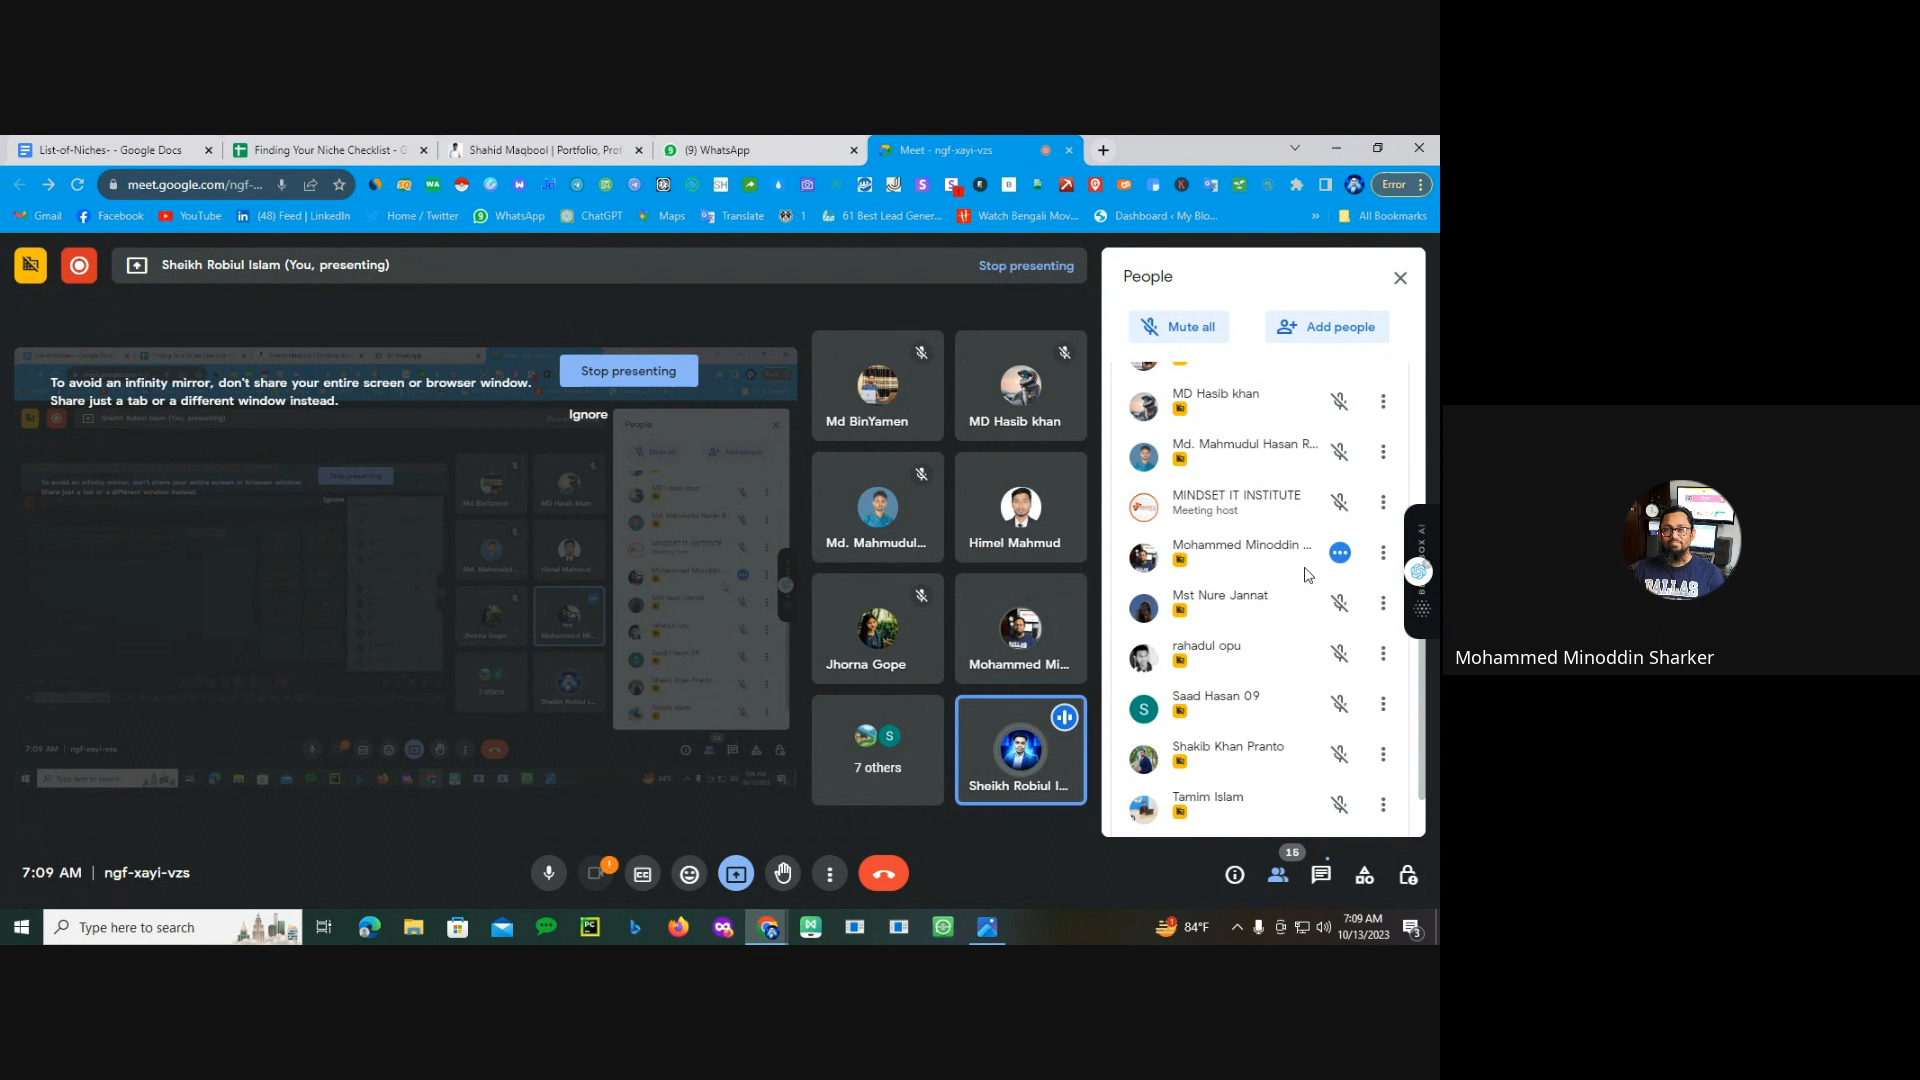 List-of-Niches- - Google Docs
Finding Your Niche Checklist - G
Shahid Maqbool | Portfolio, Prof
(9) WhatsApp
Meet - ngf-xayi-vzs
meet.google.com/ngf-...
Error
Gmail
Facebook
YouTube
(48) Feed | LinkedIn
Home / Twitter
WhatsApp
ChatGPT
Maps
Translate
1
61 Best Lead Gener...
Watch Bengali Mov...
Dashboard ‹ My Blo...
»
All Bookmarks
Sheikh Robiul Islam (You, presenting)
Stop presenting
To avoid an infinity mirror, don't share your entire screen or browser window.
Share just a tab or a different window instead.
Stop presenting
Ignore
Md BinYamen
MD Hasib khan
Md. Mahmudul...
Himel Mahmud
Jhorna Gope
Mohammed Mi...
S
7 others
Sheikh Robiul I...
People
Mute all
Add people
MD Hasib khan
Md. Mahmudul Hasan R...
MINDSET IT INSTITUTE
Meeting host
Mohammed Minoddin ...
Mst Nure Jannat
rahadul opu
S
Saad Hasan 09
Shakib Khan Pranto
Tamim Islam
DALLAS
Mohammed Minoddin Sharker
7:09 AM | ngf-xayi-vzs
15
Type here to search
84°F
7:09 AM
10/13/2023
3